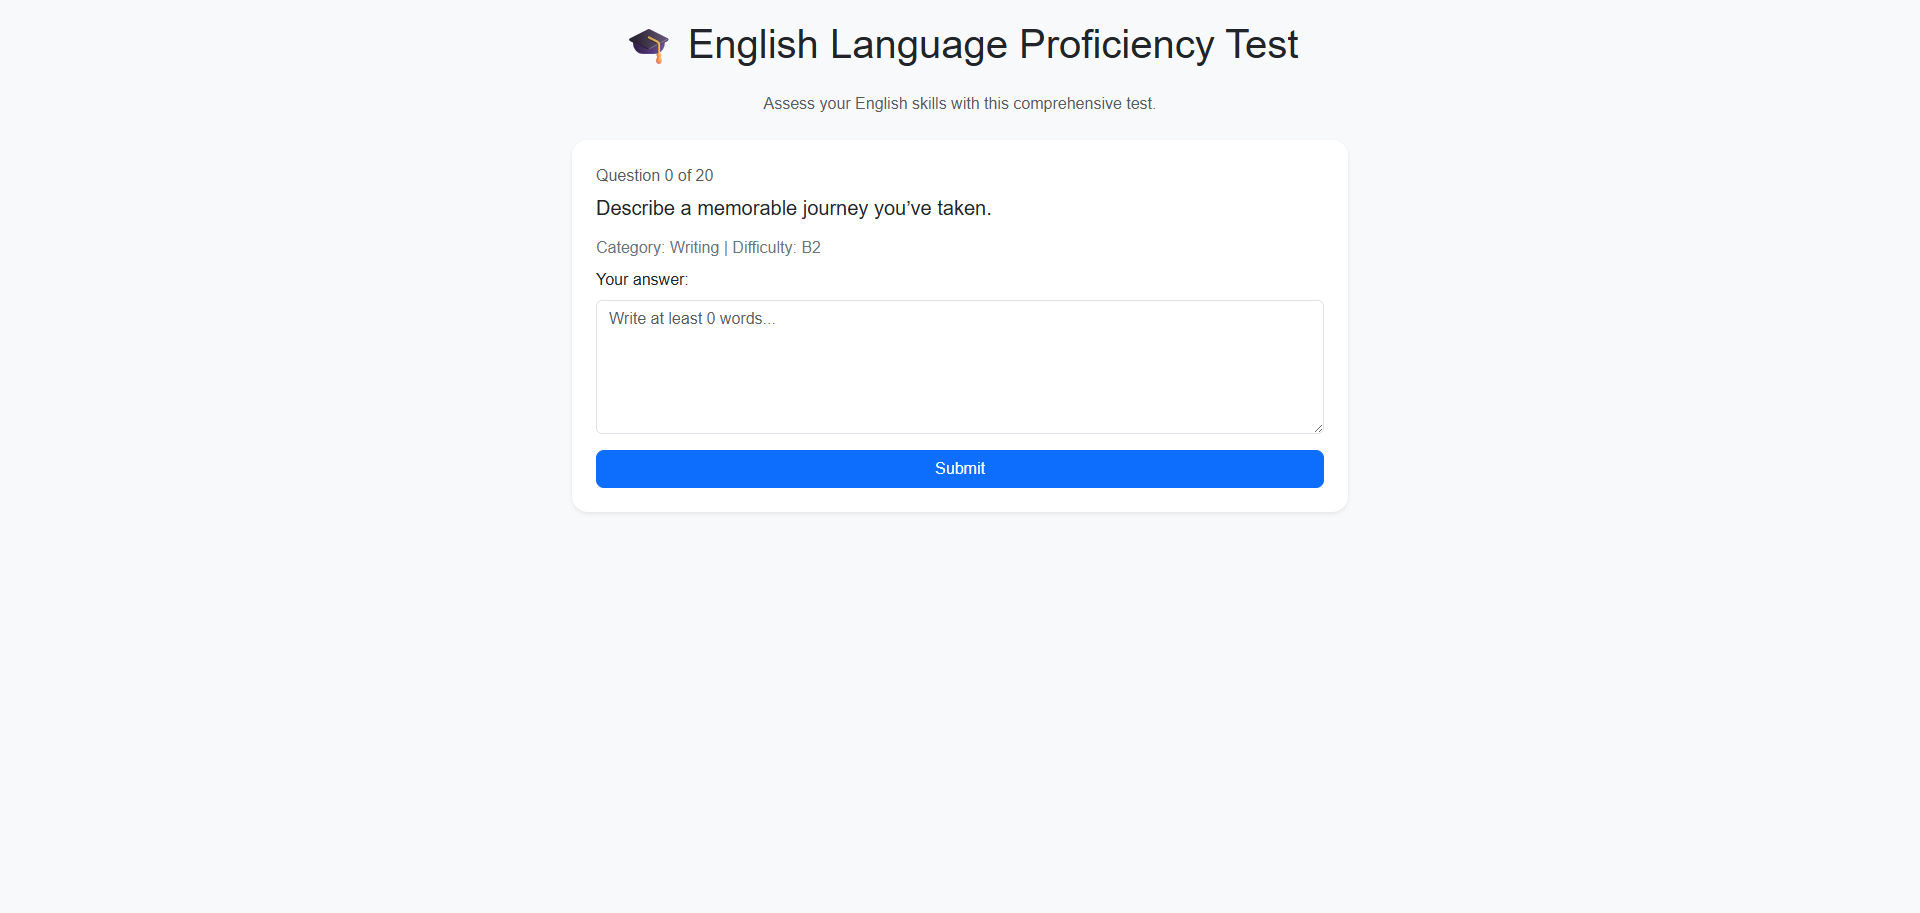 English Language Proficiency Test
Assess your English skills with this comprehensive test.
Question 0 of 20
Describe a memorable journey you’ve taken.
Category: Writing | Difficulty: B2
Your answer:
Write at least 0 words...
Submit